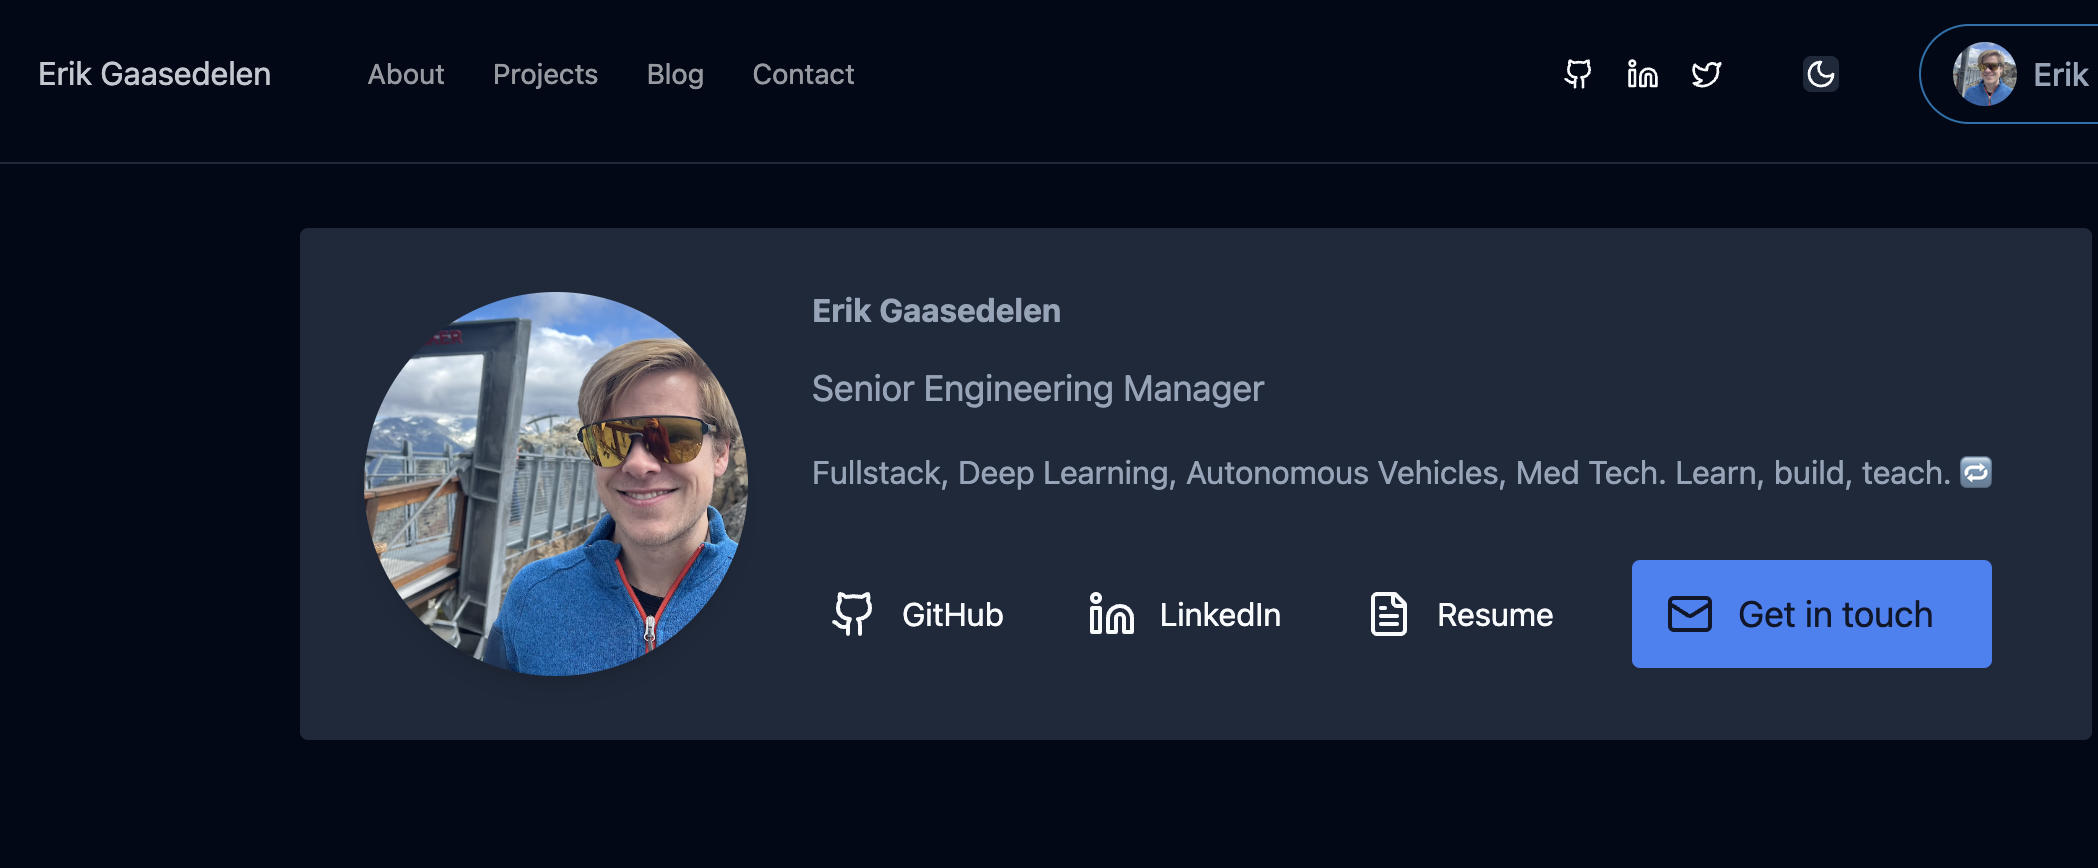 Erik Gaasedelen
About
Projects
Blog
Contact
Erik
Erik Gaasedelen
Senior Engineering Manager
Fullstack, Deep Learning, Autonomous Vehicles, Med Tech. Learn, build, teach. 🔁
GitHub
LinkedIn
Resume
Get in touch